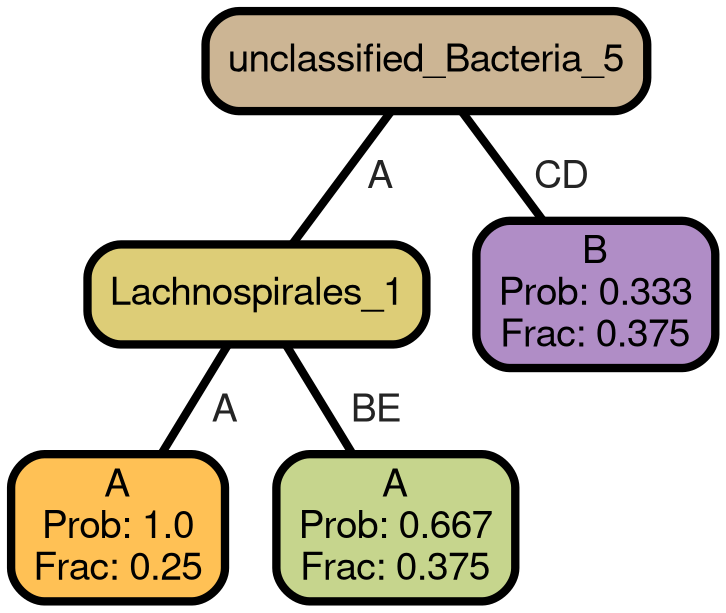 unclassified_Bacteria_5
A
CD
B
Prob: 0.333
Frac: 0.375
Lachnospirales_1
A
BE
A
Prob: 1.0
Frac: 0.25
A
Prob: 0.667
Frac: 0.375